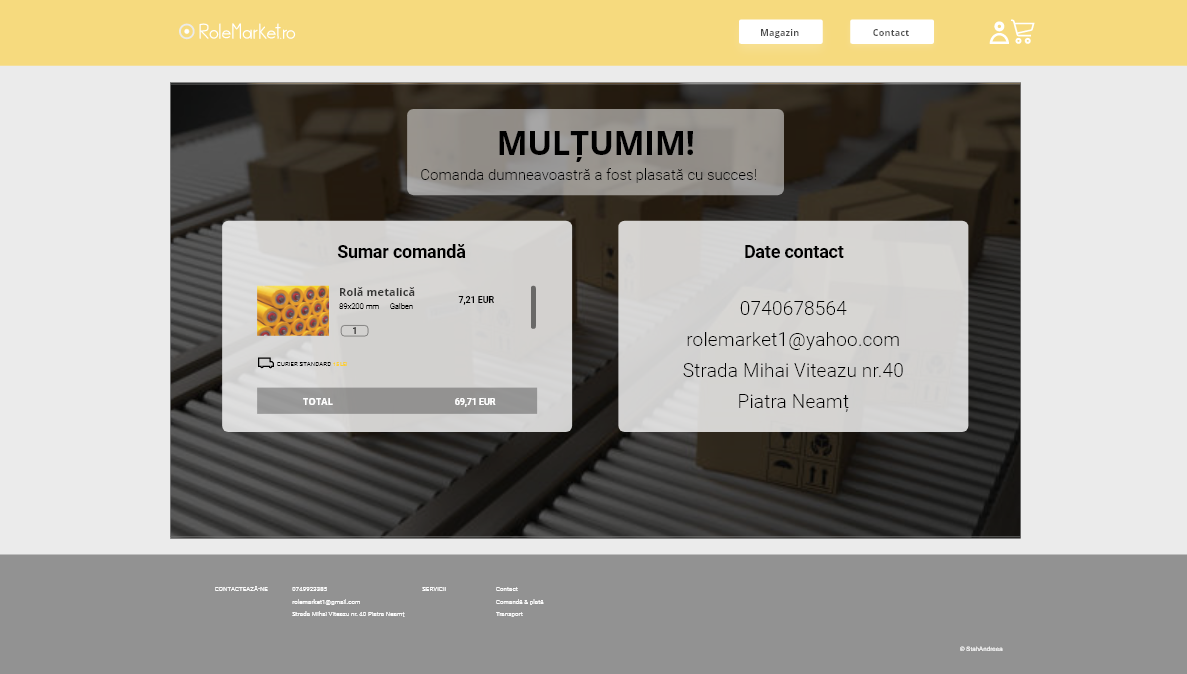 RoleMarket.ro
Magazin
Contact
MULȚUMIM!
Comanda dumneavoastră a fost plasată cu succes!
Sumar comandă
Rolă metalică
7,21 EUR
89x200 mm Galben
1
CURIER STANDARD
TOTAL 69,71 EUR
Date contact
0740678564
rolemarket1@yahoo.com
Strada Mihai Viteazu nr.40
Piatra Neamț
CONTACTEAZĂ-NE
0749923385
rolemarket1@gmail.com
Strada Mihai Viteazu nr.40 Piatra Neamț
SERVICII
Contact
Comandă & plată
Transport
© StahAndreea